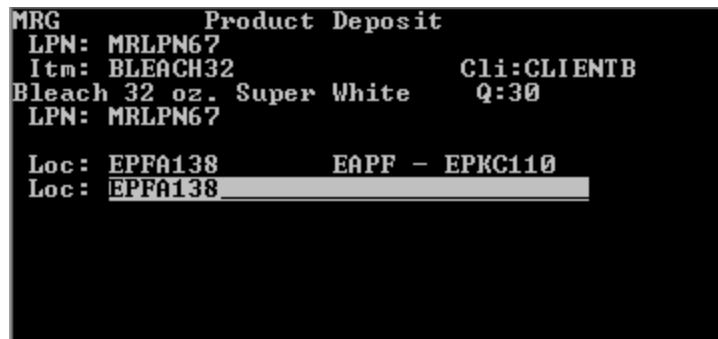 MRG Product Deposit
LPN: MRLPN67
Itm: BLEACH32 Cli:CLIENTB
Bleach 32 oz. Super White Q:30
LPN: MRLPN67
Loc: EPFA138 EAPF - EPKC110
Loc: EPFA138